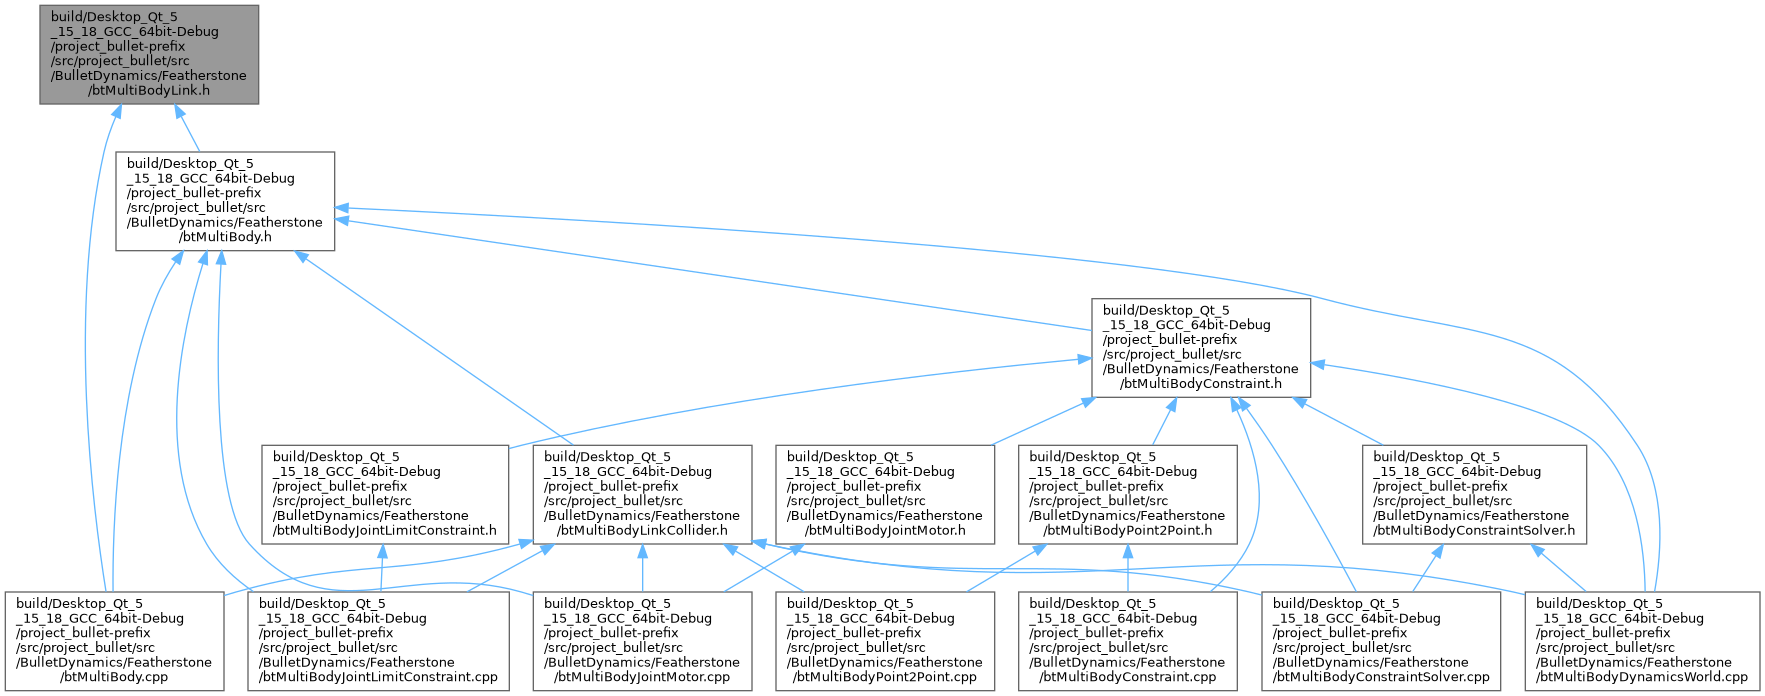 build/Desktop_Qt_5
_15_18_GCC_64bit-Debug
/project_bullet-prefix
/src/project_bullet/src
/BulletDynamics/Featherstone
/btMultiBodyLink.h
build/Desktop_Qt_5
_15_18_GCC_64bit-Debug
/project_bullet-prefix
/src/project_bullet/src
/BulletDynamics/Featherstone
/btMultiBody.h
build/Desktop_Qt_5
_15_18_GCC_64bit-Debug
/project_bullet-prefix
/src/project_bullet/src
/BulletDynamics/Featherstone
/btMultiBodyConstraint.h
build/Desktop_Qt_5
_15_18_GCC_64bit-Debug
/project_bullet-prefix
/src/project_bullet/src
/BulletDynamics/Featherstone
/btMultiBodyJointLimitConstraint.h
build/Desktop_Qt_5
_15_18_GCC_64bit-Debug
/project_bullet-prefix
/src/project_bullet/src
/BulletDynamics/Featherstone
/btMultiBodyLinkCollider.h
build/Desktop_Qt_5
_15_18_GCC_64bit-Debug
/project_bullet-prefix
/src/project_bullet/src
/BulletDynamics/Featherstone
/btMultiBodyJointMotor.h
build/Desktop_Qt_5
_15_18_GCC_64bit-Debug
/project_bullet-prefix
/src/project_bullet/src
/BulletDynamics/Featherstone
/btMultiBodyPoint2Point.h
build/Desktop_Qt_5
_15_18_GCC_64bit-Debug
/project_bullet-prefix
/src/project_bullet/src
/BulletDynamics/Featherstone
/btMultiBodyConstraintSolver.h
build/Desktop_Qt_5
_15_18_GCC_64bit-Debug
/project_bullet-prefix
/src/project_bullet/src
/BulletDynamics/Featherstone
/btMultiBody.cpp
build/Desktop_Qt_5
_15_18_GCC_64bit-Debug
/project_bullet-prefix
/src/project_bullet/src
/BulletDynamics/Featherstone
/btMultiBodyJointLimitConstraint.cpp
build/Desktop_Qt_5
_15_18_GCC_64bit-Debug
/project_bullet-prefix
/src/project_bullet/src
/BulletDynamics/Featherstone
/btMultiBodyJointMotor.cpp
build/Desktop_Qt_5
_15_18_GCC_64bit-Debug
/project_bullet-prefix
/src/project_bullet/src
/BulletDynamics/Featherstone
/btMultiBodyPoint2Point.cpp
build/Desktop_Qt_5
_15_18_GCC_64bit-Debug
/project_bullet-prefix
/src/project_bullet/src
/BulletDynamics/Featherstone
/btMultiBodyConstraint.cpp
build/Desktop_Qt_5
_15_18_GCC_64bit-Debug
/project_bullet-prefix
/src/project_bullet/src
/BulletDynamics/Featherstone
/btMultiBodyConstraintSolver.cpp
build/Desktop_Qt_5
_15_18_GCC_64bit-Debug
/project_bullet-prefix
/src/project_bullet/src
/BulletDynamics/Featherstone
/btMultiBodyDynamicsWorld.cpp